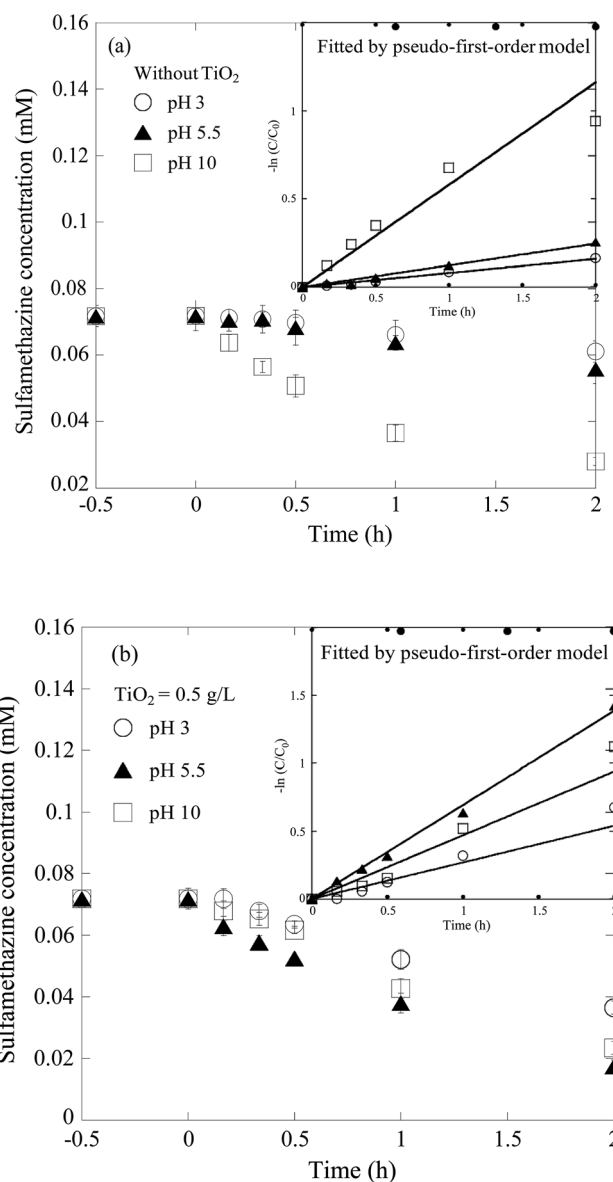 (a)
Fitted by pseudo-first-order model
Without TiO₂
pH 3
pH 5.5
pH 10
-ln (C/C₀)
1
0.5
0
0 0.5 1 1.5 2
Time (h)
Sulfamethazine concentration (mM)
0.16
0.14
0.12
0.1
0.08
0.06
0.04
0.02
-0.5 0 0.5 1 1.5 2
Time (h)
(b)
Fitted by pseudo-first-order model
TiO₂ = 0.5 g/L
pH 3
pH 5.5
pH 10
-ln (C/C₀)
1.5
1
0.5
0
0 0.5 1 1.5 2
Time (h)
Sulfamethazine concentration (mM)
0.16
0.14
0.12
0.1
0.08
0.06
0.04
0.02
0
-0.5 0 0.5 1 1.5 2
Time (h)